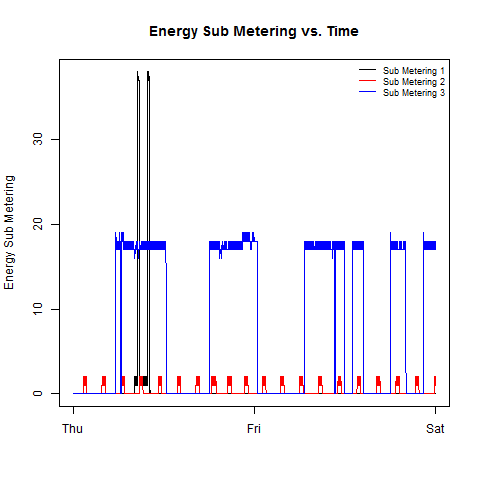 Energy Sub Metering vs. Time
Sub Metering 1
Sub Metering 2
Sub Metering 3
Energy Sub Metering
30
20
10
0
Thu Fri Sat